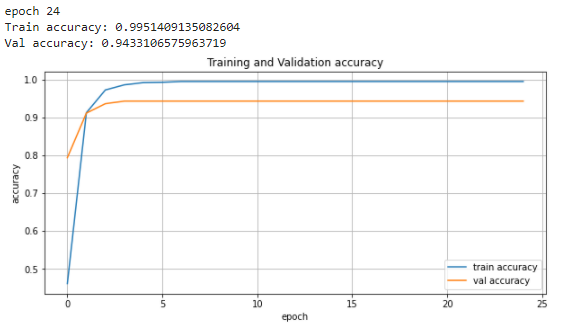 epoch 24
Train accuracy: 0.9951409135082604
Val accuracy: 0.9433106575963719
Training and Validation accuracy
1.0
0.9
0.8
0.7
0.6
0.5
accuracy
train accuracy
val accuracy
0 5 10 15 20 25
epoch